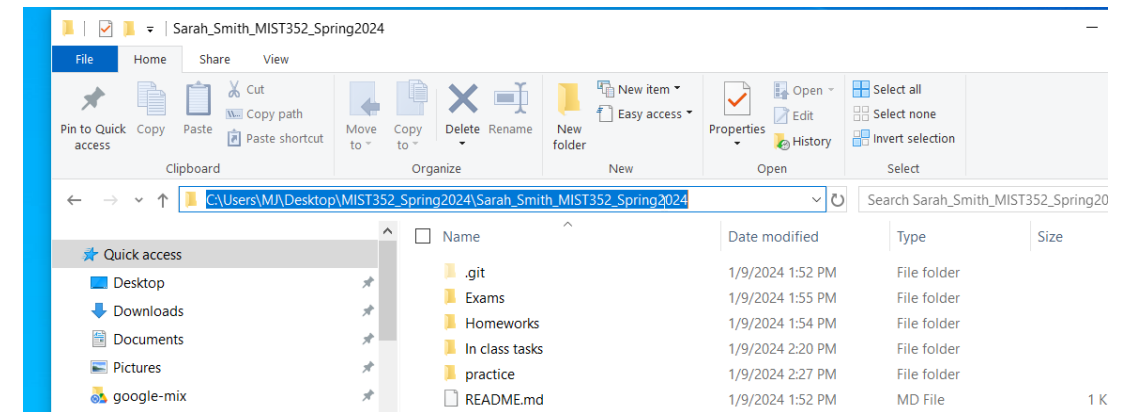 Sarah_Smith_MIST352_Spring2024
File Home Share View
Pin to Quick access
Copy
Paste
Cut
Copy path
Paste shortcut
Clipboard
Move to
Copy to
Delete
Rename
Organize
New folder
New item
Easy access
New
Properties
Open
Edit
History
Open
Select all
Select none
Invert selection
Select
C:\Users\MJ\Desktop\MIST352_Spring2024\Sarah_Smith_MIST352_Spring2024
Search Sarah_Smith_MIST352_Spring20
Quick access
Desktop
Downloads
Documents
Pictures
google-mix
Name Date modified Type Size
.git 1/9/2024 1:52 PM File folder
Exams 1/9/2024 1:55 PM File folder
Homeworks 1/9/2024 1:54 PM File folder
In class tasks 1/9/2024 2:20 PM File folder
practice 1/9/2024 2:27 PM File folder
README.md 1/9/2024 1:52 PM MD File 1 K